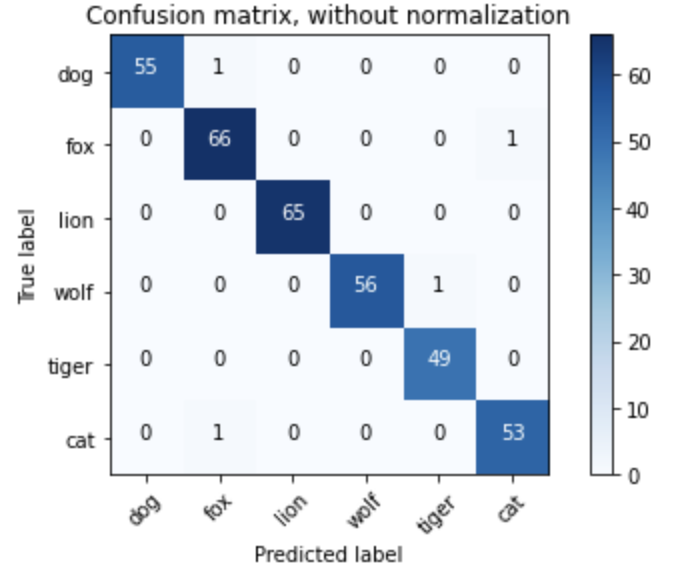 Confusion matrix, without normalization
dog 55 1 0 0 0 0
fox 0 66 0 0 0 1
lion 0 0 65 0 0 0
wolf 0 0 0 56 1 0
tiger 0 0 0 0 49 0
cat 0 1 0 0 0 53
True label
dog fox lion wolf tiger cat
Predicted label
60
50
40
30
20
10
0